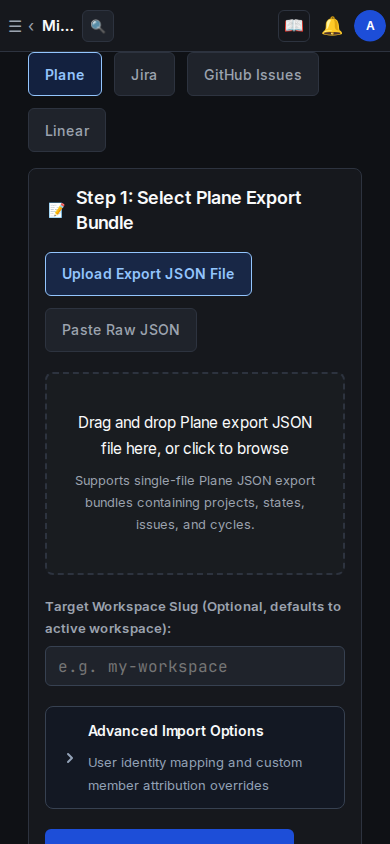 Mi...
A
Plane
Jira
GitHub Issues
Linear
Step 1: Select Plane Export
Bundle
Upload Export JSON File
Paste Raw JSON
Drag and drop Plane export JSON
file here, or click to browse
Supports single-file Plane JSON export
bundles containing projects, states,
issues, and cycles.
Target Workspace Slug (Optional, defaults to
active workspace):
e.g. my-workspace
Advanced Import Options
User identity mapping and custom
member attribution overrides